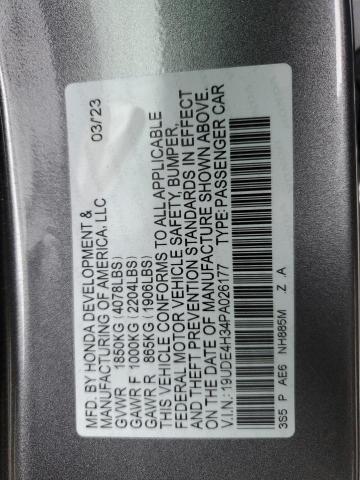 MFD. BY HONDA DEVELOPMENT & 03/23
MANUFACTURING OF AMERICA, LLC
GVWR 1850KG (4078LBS)
GAWR F 1000KG (2204LBS)
GAWR R 865KG (1906LBS)
THIS VEHICLE CONFORMS TO ALL APPLICABLE
FEDERAL MOTOR VEHICLE SAFETY, BUMPER,
AND THEFT PREVENTION STANDARDS IN EFFECT
ON THE DATE OF MANUFACTURE SHOWN ABOVE.
V.I.N.: 19UDE4H34PA026177 TYPE: PASSENGER CAR
3S5 P AE6 NH885M Z A